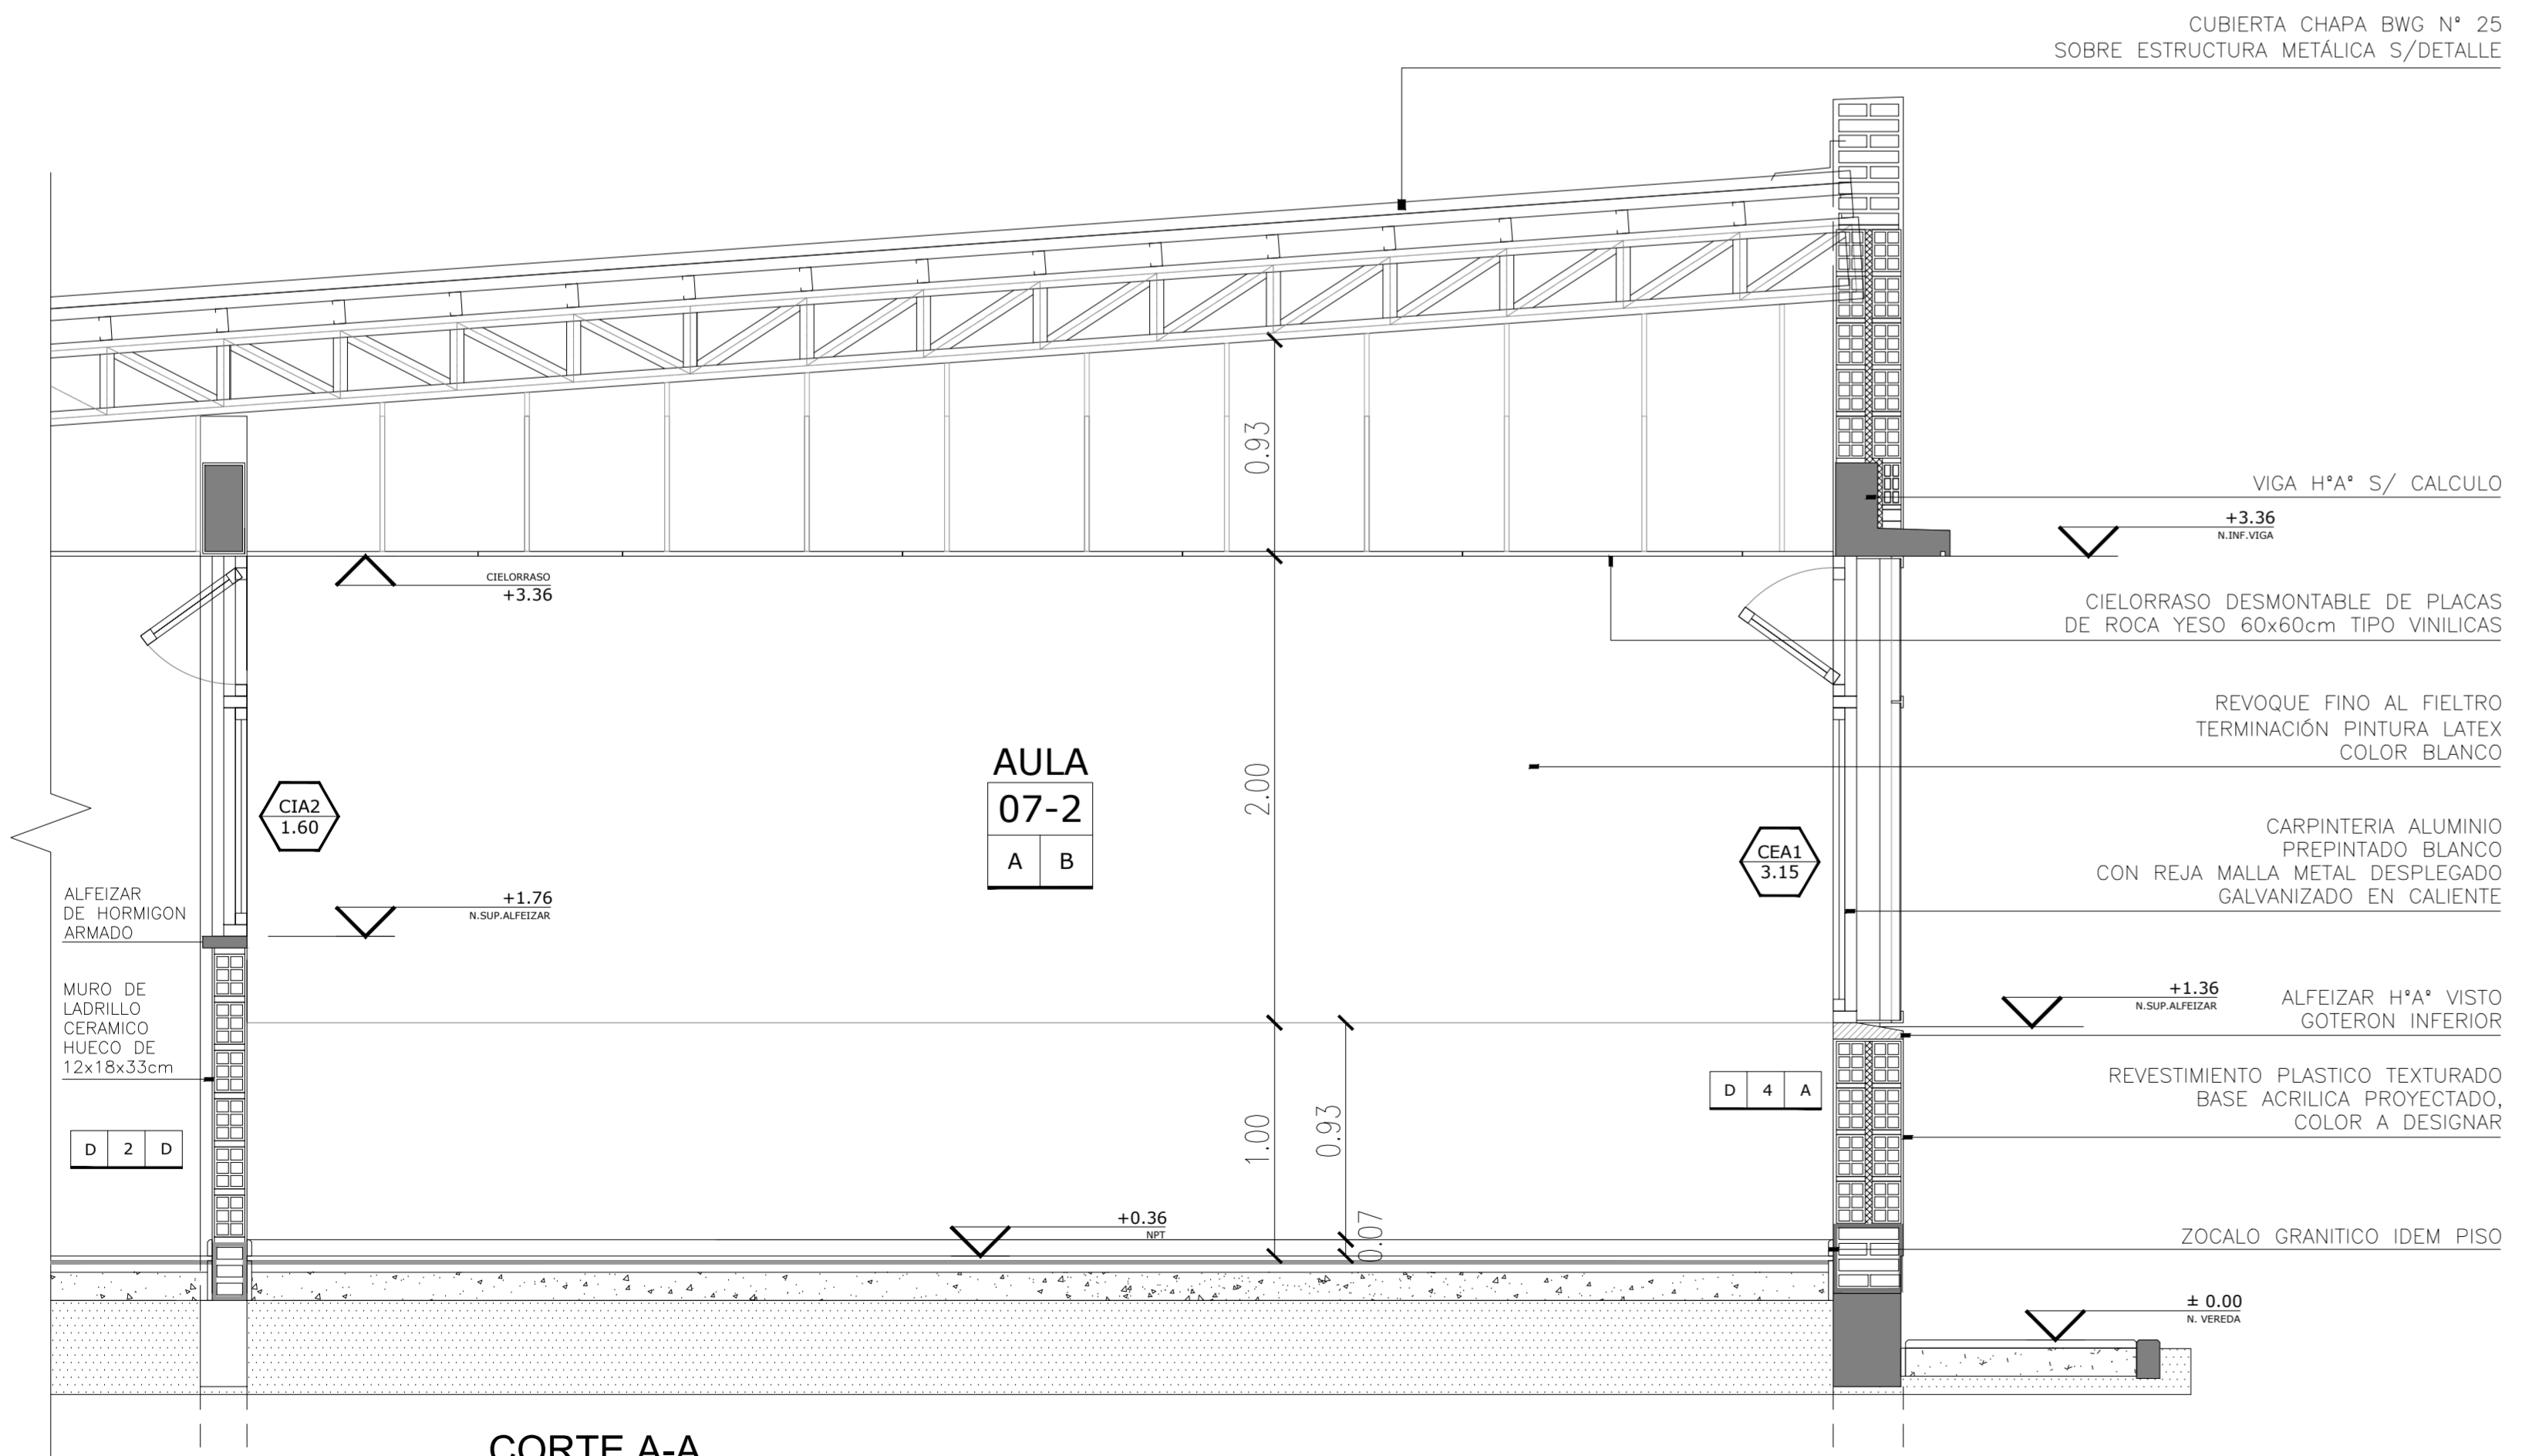 CUBIERTA CHAPA BWG N° 25
SOBRE ESTRUCTURA METÁLICA S/DETALLE
0.93
VIGA H°A° S/ CALCULO
+3.36
N.INF.VIGA
CIELORRASO
+3.36
CIELORRASO DESMONTABLE DE PLACAS
DE ROCA YESO 60x60cm TIPO VINILICAS
REVOQUE FINO AL FIELTRO
TERMINACIÓN PINTURA LATEX
COLOR BLANCO
AULA
07-2
A B
2.00
CIA2
1.60
CEA1
3.15
CARPINTERIA ALUMINIO
PREPINTADO BLANCO
CON REJA MALLA METAL DESPLEGADO
GALVANIZADO EN CALIENTE
ALFEIZAR
DE HORMIGON
ARMADO
+1.76
N.SUP.ALFEIZAR
MURO DE
LADRILLO
CERAMICO
HUECO DE
12x18x33cm
+1.36
N.SUP.ALFEIZAR
ALFEIZAR H°A° VISTO
GOTERON INFERIOR
D 4 A
REVESTIMIENTO PLASTICO TEXTURADO
BASE ACRILICA PROYECTADO,
COLOR A DESIGNAR
D 2 D
1.00
0.93
0.07
+0.36
NPT
ZOCALO GRANITICO IDEM PISO
± 0.00
N. VEREDA
CORTE A-A